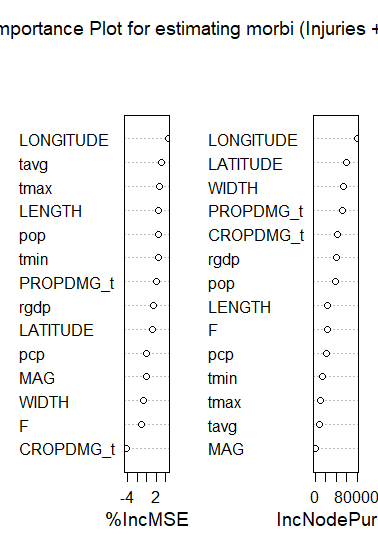 mportance Plot for estimating morbi (Injuries +
LONGITUDE
tavg
tmax
LENGTH
pop
tmin
PROPDMG_t
rgdp
LATITUDE
pcp
MAG
WIDTH
F
CROPDMG_t
-4 2
%IncMSE
LONGITUDE
LATITUDE
WIDTH
PROPDMG_t
CROPDMG_t
rgdp
pop
LENGTH
F
pcp
tmin
tmax
tavg
MAG
0 80000
IncNodePur